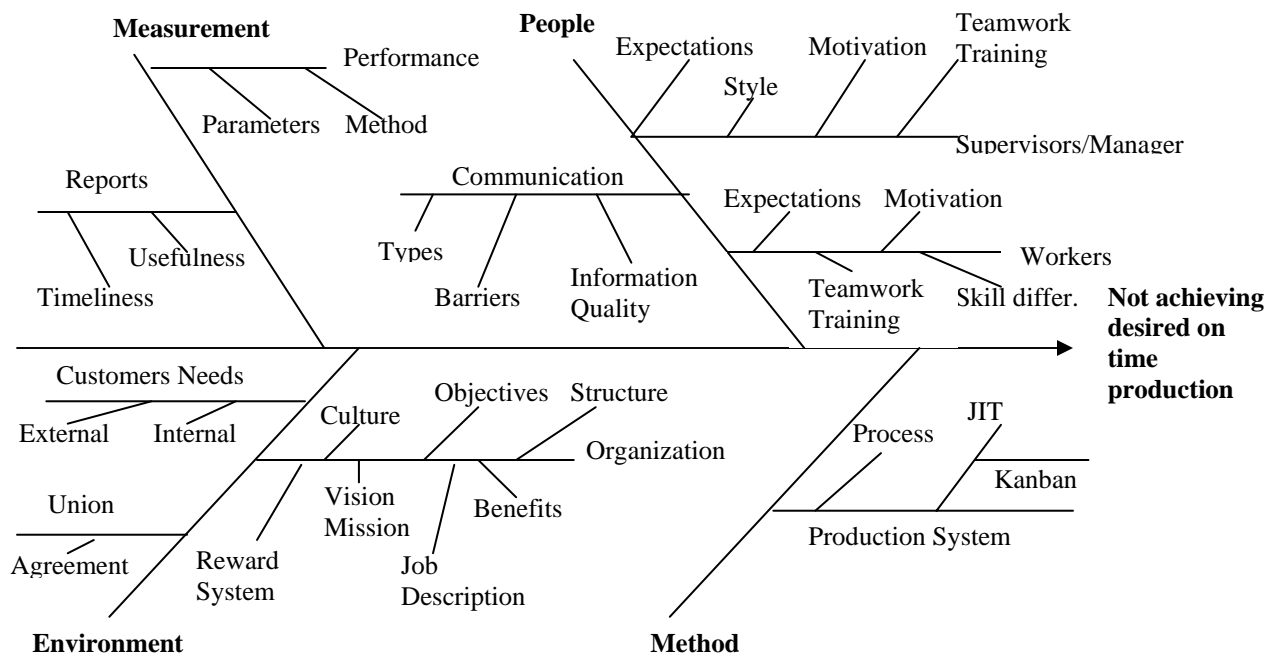 Measurement
People
Expectations
Motivation
Teamwork
Training
Performance
Style
Parameters
Method
Supervisors/Manager
Reports
Communication
Expectations
Motivation
Usefulness
Types
Workers
Timeliness
Barriers
Information
Quality
Teamwork
Training
Skill differ.
Not achieving
desired on
time
production
Customers Needs
Objectives
Structure
External
Internal
Culture
Process
JIT
Organization
Kanban
Union
Vision
Mission
Benefits
Production System
Agreement
Reward
System
Job
Description
Environment
Method